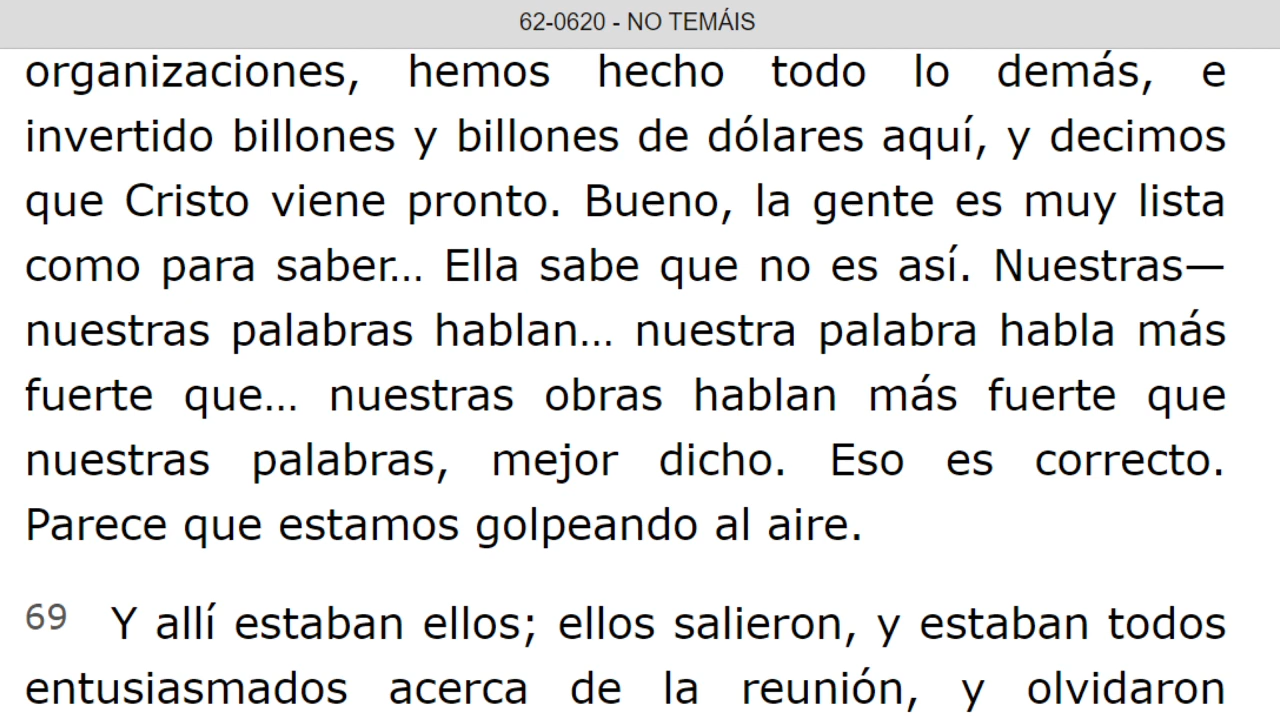 62-0620 - NO TEMÁIS
organizaciones, hemos hecho todo lo demás, e
invertido billones y billones de dólares aquí, y decimos
que Cristo viene pronto. Bueno, la gente es muy lista
como para saber… Ella sabe que no es así. Nuestras—
nuestras palabras hablan… nuestra palabra habla más
fuerte que… nuestras obras hablan más fuerte que
nuestras palabras, mejor dicho. Eso es correcto.
Parece que estamos golpeando al aire.
69 Y allí estaban ellos; ellos salieron, y estaban todos
entusiasmados acerca de la reunión, y olvidaron